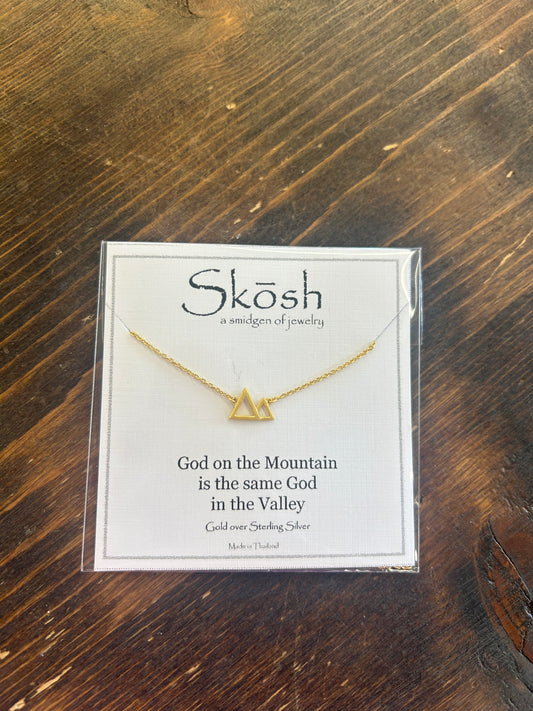 Skōsh
a smidgen of jewelry
God on the Mountain
is the same God
in the Valley
Gold over Sterling Silver
Made in Thailand